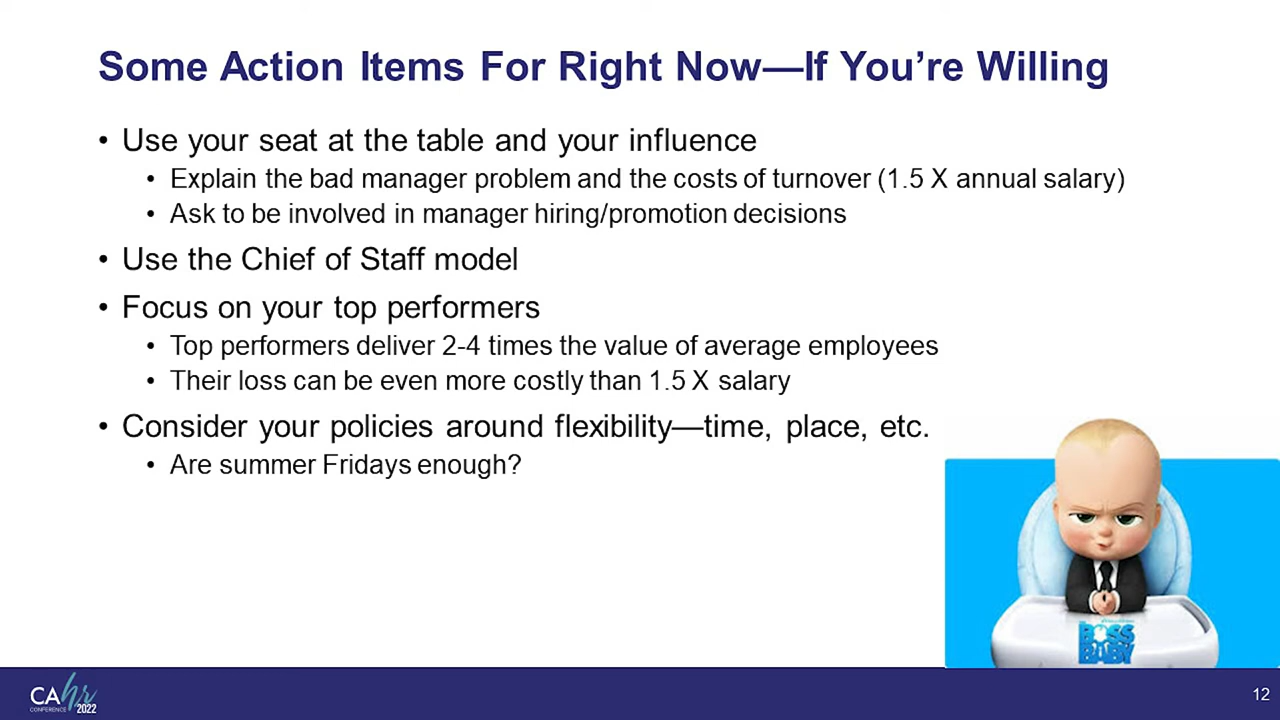 Some Action Items For Right Now—If You’re Willing
• Use your seat at the table and your influence
• Explain the bad manager problem and the costs of turnover (1.5 X annual salary)
• Ask to be involved in manager hiring/promotion decisions
• Use the Chief of Staff model
• Focus on your top performers
• Top performers deliver 2-4 times the value of average employees
• Their loss can be even more costly than 1.5 X salary
• Consider your policies around flexibility—time, place, etc.
• Are summer Fridays enough?
THE
BOSS
BABY
CAhr
CONFERENCE 2022
12